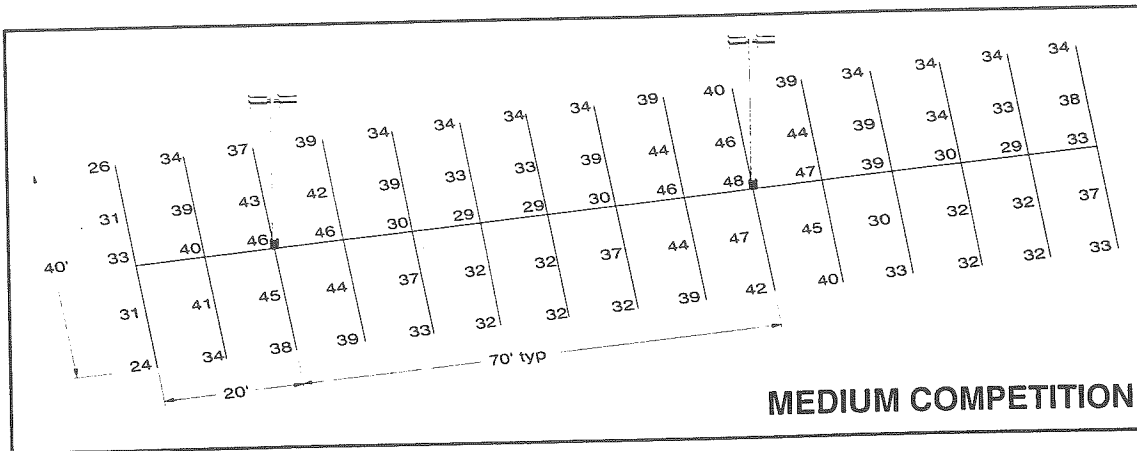 26 34 37 39 34 34 34 34 39 40 39 34 34 34 34
31 39 43 42 39 33 33 39 44 46 44 39 34 33 38
33 40 46 46 30 29 29 30 46 48 47 39 30 29 33
40'
31 41 45 44 37 32 32 37 44 47 45 30 32 32 37
24 34 38 39 33 32 32 32 39 42 40 33 32 32 33
20' 70' typ
MEDIUM COMPETITION